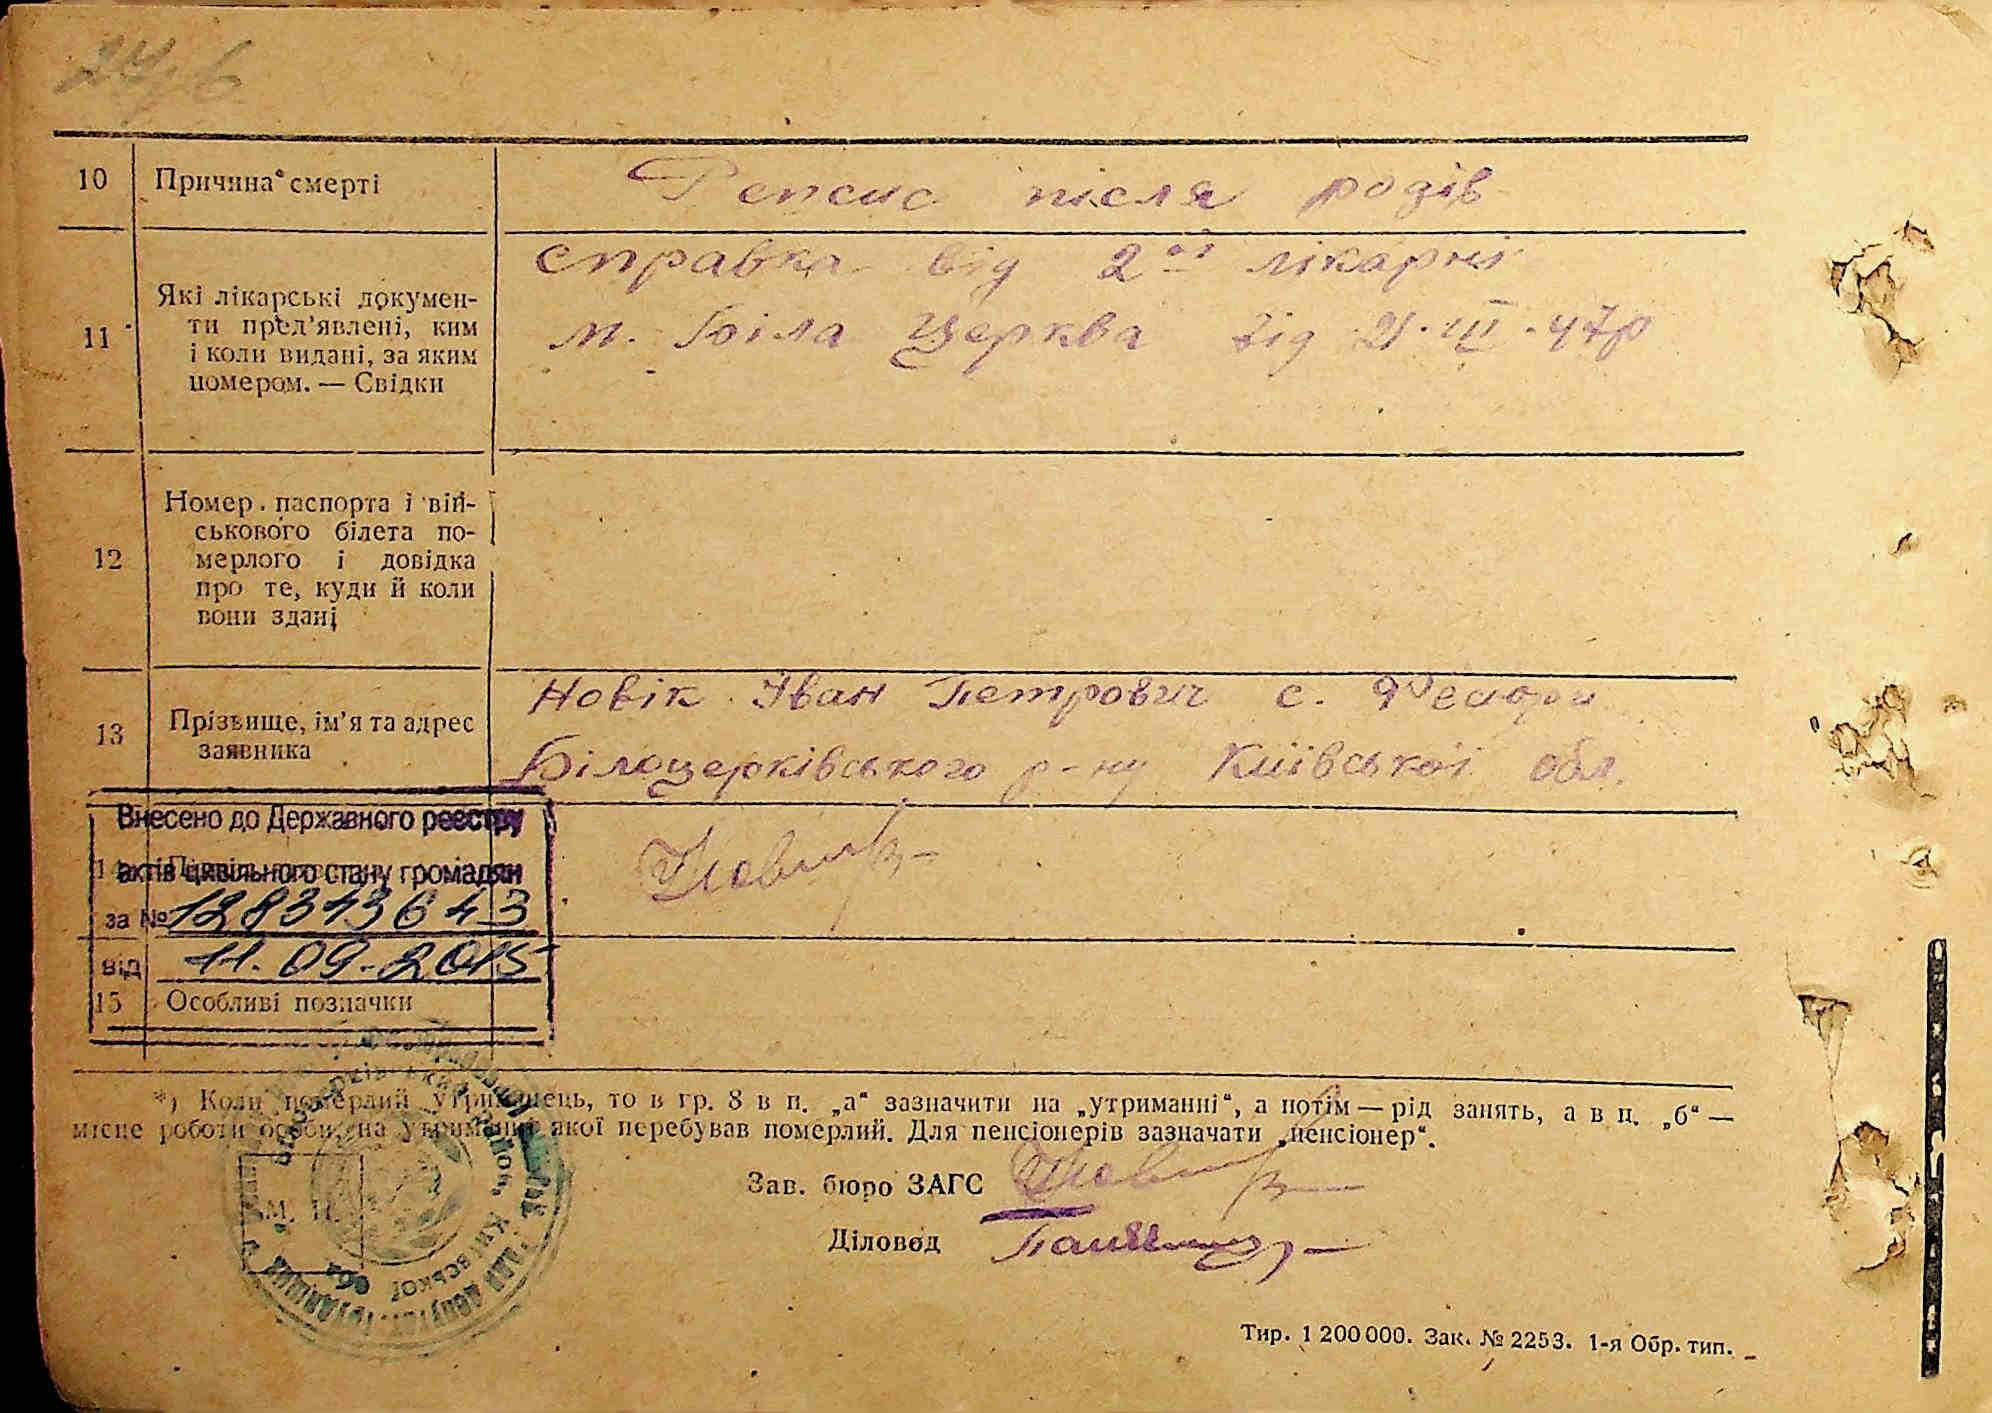 10 Причина смерті
Сепсис після родів
11 Які лікарські докумен-
ти пред'явлені, ким
і коли видані, за яким
номером. — Свідки
справка від 2ої лікарні
м. Біла Церква від 21·III·47р
12 Номер паспорта і вій-
ськового білета по-
мерлого і довідка
про те, куди й коли
вони здані
13 Прізвище, ім'я та адрес
заявника
Новік Іван Петрович с.
Білоцерківського р-ну Київської обл.
Внесено до Державного реєстру
актів цивільного стану громадян
за № 128313643
від 11.09.2015
14
15 Особливі позначки
*) Коли померлий утриманець, то в гр. 8 в п. „а“ зазначити на „утриманні“, а потім — рід занять, а в п. „б“ —
місце роботи особи, на утриманні якої перебував померлий. Для пенсіонерів зазначати „пенсіонер“.
М. П.
Зав. бюро ЗАГС
Діловод
Тир. 1 200 000. Зак. № 2253. 1-я Обр. тип.